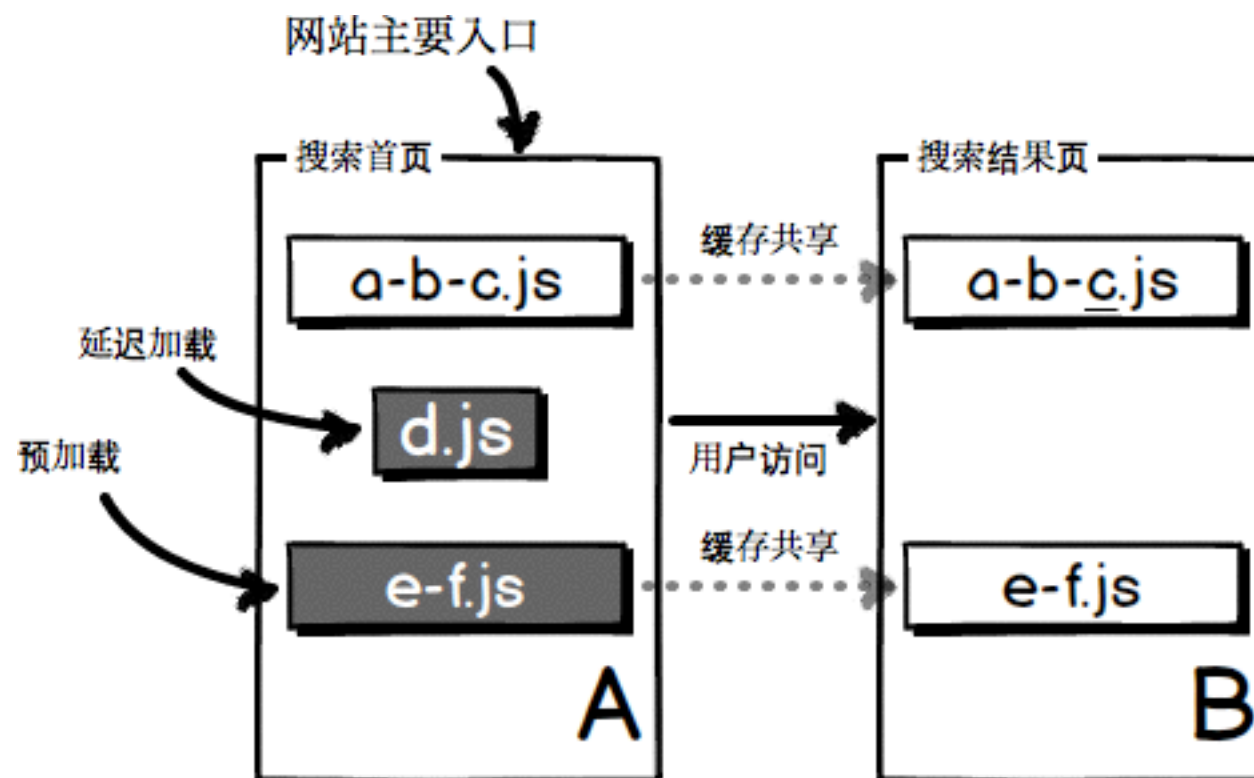 网站主要入口
搜索首页
搜索结果页
a-b-c.js
缓存共享
a-b-c.js
延迟加载
d.js
预加载
用户访问
e-f.js
缓存共享
e-f.js
A
B